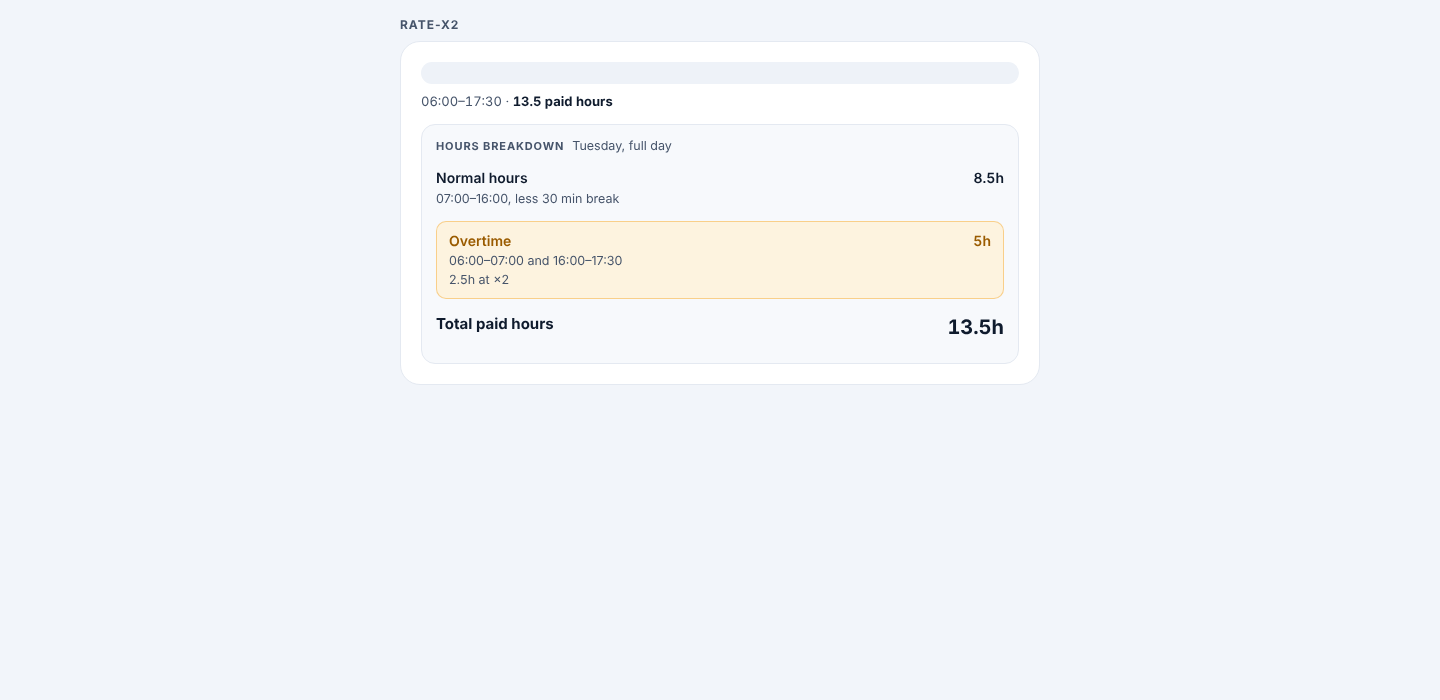 RATE-X2
06:00–17:30 · 13.5 paid hours
HOURS BREAKDOWN Tuesday, full day
Normal hours 8.5h
07:00–16:00, less 30 min break
Overtime 5h
06:00–07:00 and 16:00–17:30
2.5h at ×2
Total paid hours 13.5h